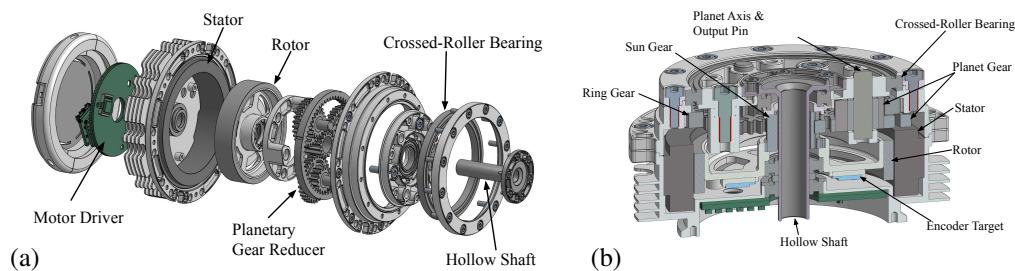 Stator
Rotor
Crossed-Roller Bearing
Motor Driver
Planetary
Gear Reducer
Hollow Shaft
(a)
Planet Axis &
Output Pin
Crossed-Roller Bearing
Sun Gear
Planet Gear
Ring Gear
Stator
Rotor
Encoder Target
Hollow Shaft
(b)